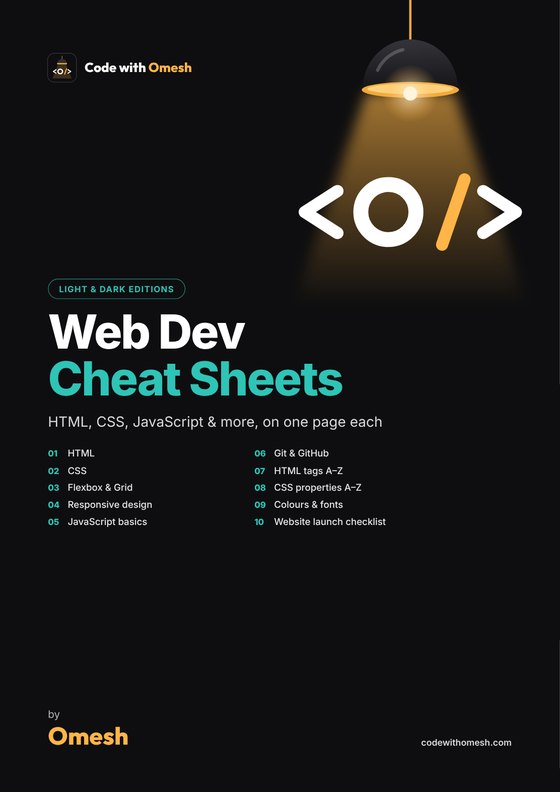 <O/>
Code with Omesh
<O/>
LIGHT & DARK EDITIONS
Web Dev
Cheat Sheets
HTML, CSS, JavaScript & more, on one page each
01 HTML
02 CSS
03 Flexbox & Grid
04 Responsive design
05 JavaScript basics
06 Git & GitHub
07 HTML tags A–Z
08 CSS properties A–Z
09 Colours & fonts
10 Website launch checklist
by
Omesh
codewithomesh.com